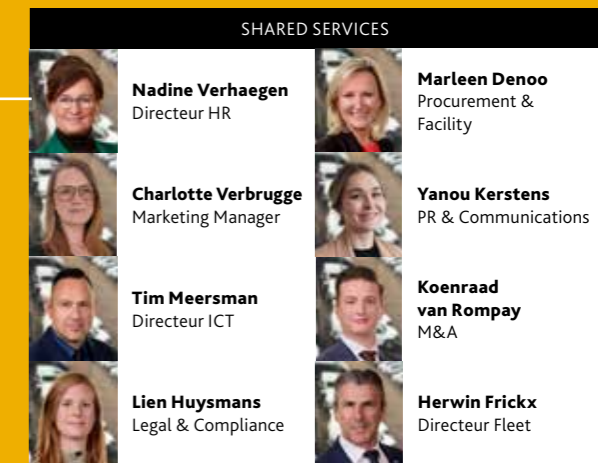 SHARED SERVICES
Nadine Verhaegen
Directeur HR
Marleen Denoo
Procurement &
Facility
Charlotte Verbrugge
Marketing Manager
Yanou Kerstens
PR & Communications
Tim Meersman
Directeur ICT
Koenraad
van Rompay
M&A
Lien Huysmans
Legal & Compliance
Herwin Frickx
Directeur Fleet